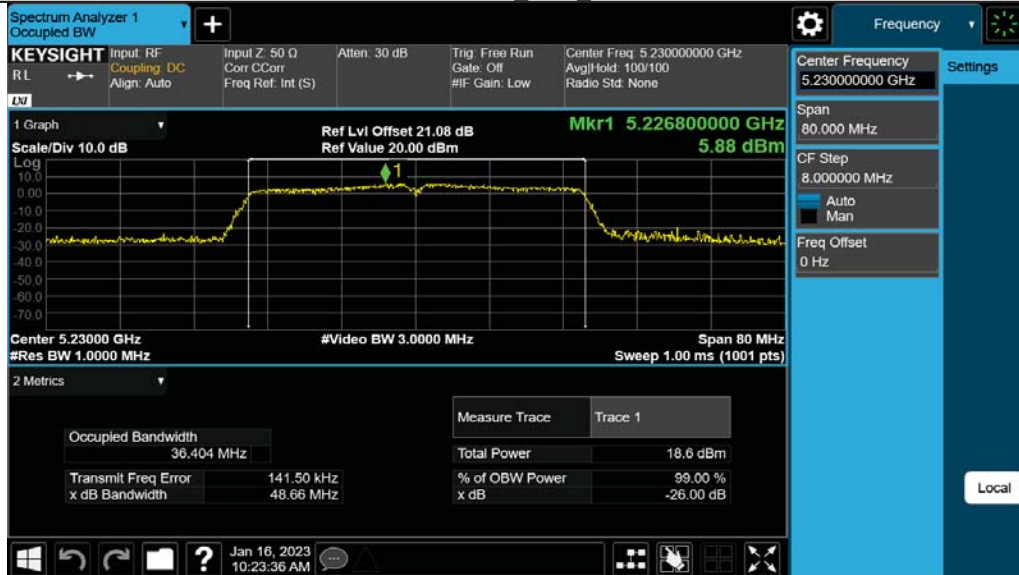 Spectrum Analyzer 1
Occupied BW
Frequency
KEYSIGHT
RL
LXI
Input: RF
Coupling: DC
Align: Auto
Input Z: 50 Ω
Corr CCorr
Freq Ref: Int (S)
Atten: 30 dB
Trig: Free Run
Gate: Off
#IF Gain: Low
Center Freq: 5.230000000 GHz
Avg|Hold: 100/100
Radio Std: None
Center Frequency
5.230000000 GHz
Settings
Span
80.000 MHz
CF Step
8.000000 MHz
Auto
Man
Freq Offset
0 Hz
Local
1 Graph
Scale/Div 10.0 dB
Ref Lvl Offset 21.08 dB
Ref Value 20.00 dBm
Mkr1 5.226800000 GHz
5.88 dBm
Log
10.0
0.00
-10.0
-20.0
-30.0
-40.0
-50.0
-60.0
-70.0
1
Center 5.23000 GHz
#Res BW 1.0000 MHz
#Video BW 3.0000 MHz
Span 80 MHz
Sweep 1.00 ms (1001 pts)
2 Metrics
Measure Trace Trace 1
Occupied Bandwidth
36.404 MHz
Total Power 18.6 dBm
Transmit Freq Error 141.50 kHz
% of OBW Power 99.00 %
x dB Bandwidth 48.66 MHz
x dB -26.00 dB
Jan 16, 2023
10:23:36 AM